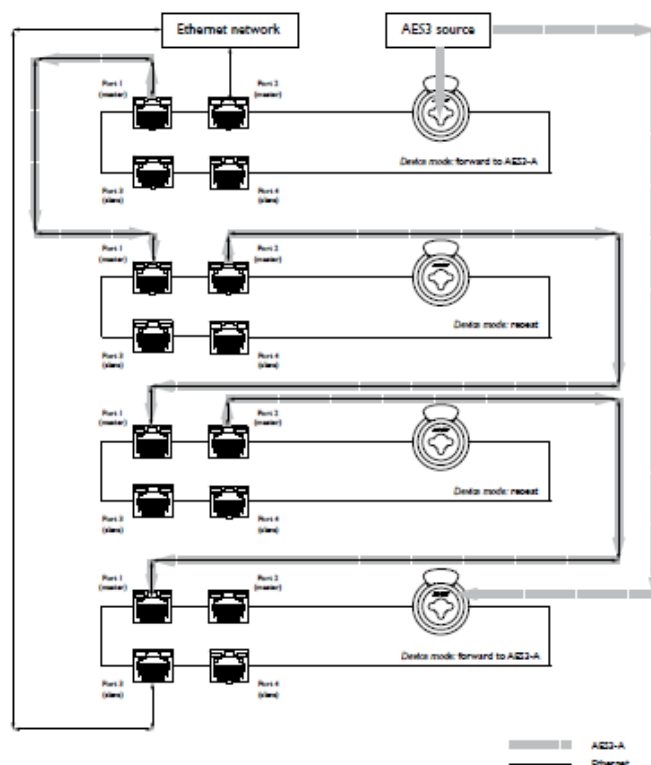 Ethernet network
AES3 source
Port 1
(master)
Port 2
(master)
Port 3
(slave)
Port 4
(slave)
Device mode: forward to AES3-A
Port 1
(master)
Port 2
(master)
Port 3
(slave)
Port 4
(slave)
Device mode: repeat
Port 1
(master)
Port 2
(master)
Port 3
(slave)
Port 4
(slave)
Device mode: repeat
Port 1
(master)
Port 2
(master)
Port 3
(slave)
Port 4
(slave)
Device mode: forward to AES3-A
AES3-A
Ethernet